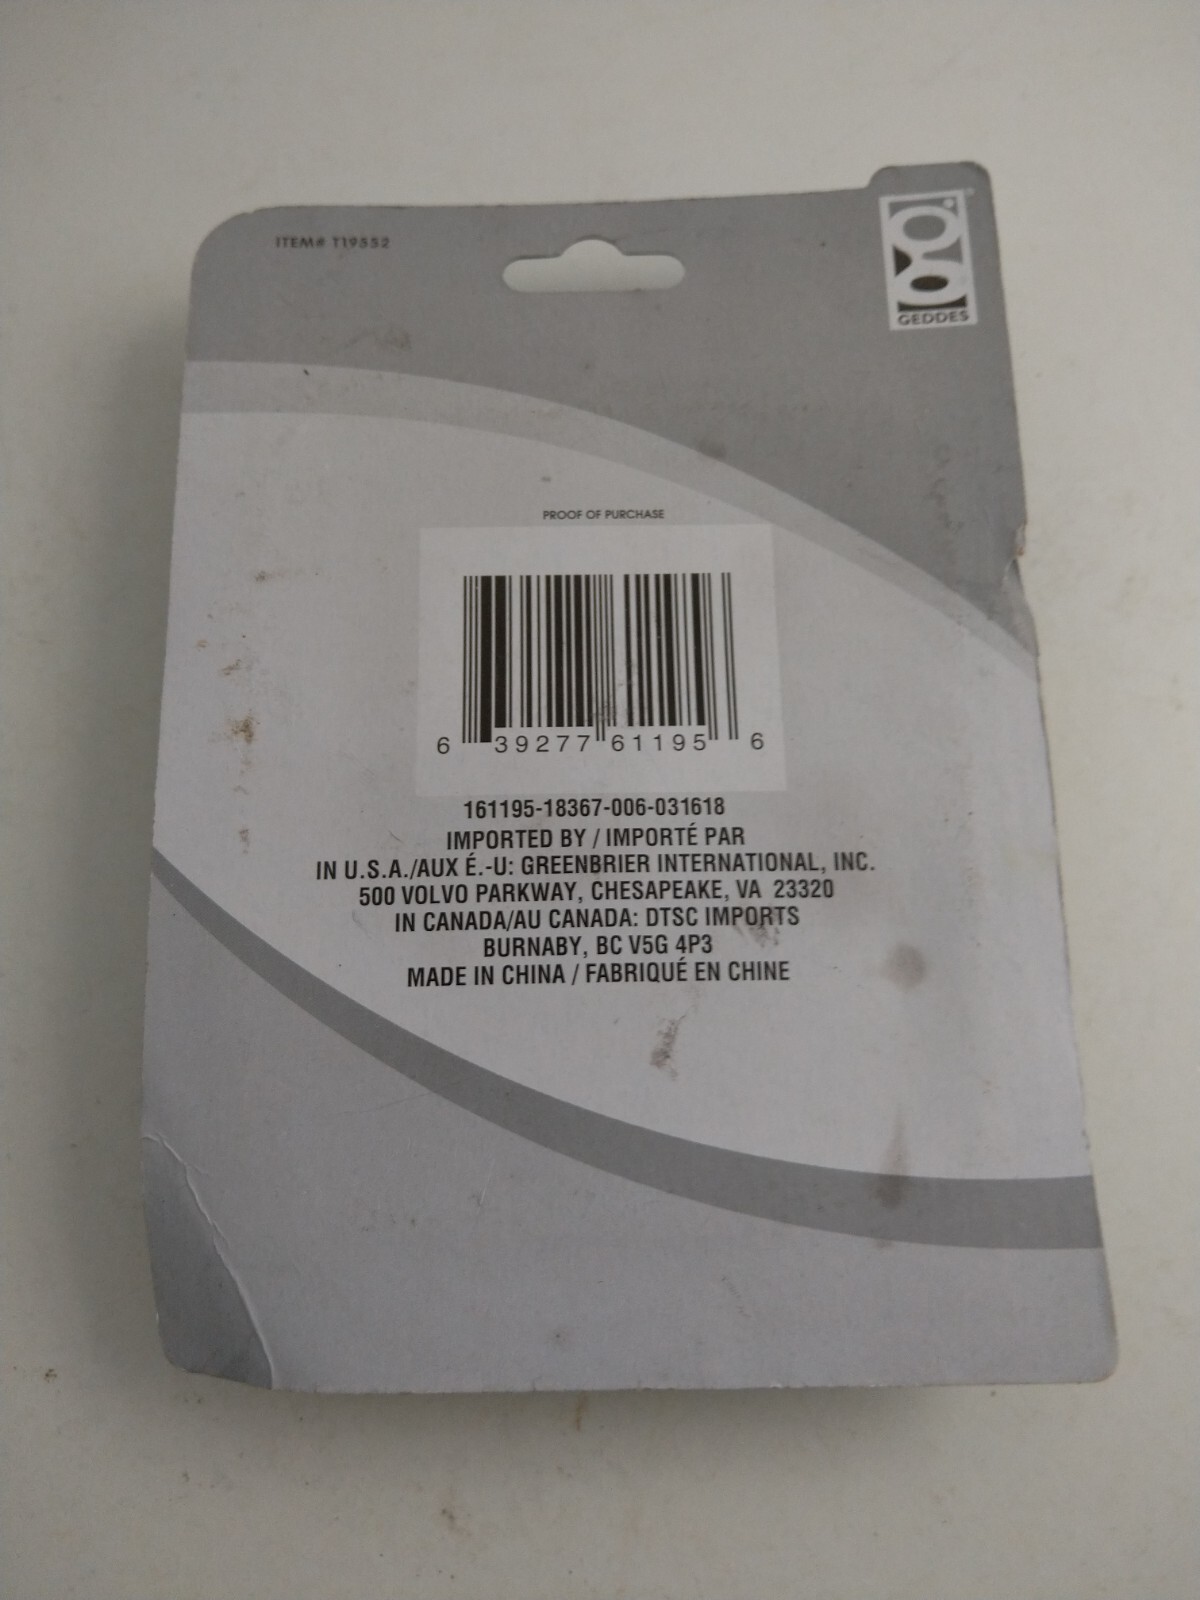 ITEM# T19552
go
GEDDES
PROOF OF PURCHASE
6 39277 61195 6
161195-18367-006-031618
IMPORTED BY / IMPORTÉ PAR
IN U.S.A./AUX É.-U: GREENBRIER INTERNATIONAL, INC.
500 VOLVO PARKWAY, CHESAPEAKE, VA 23320
IN CANADA/AU CANADA: DTSC IMPORTS
BURNABY, BC V5G 4P3
MADE IN CHINA / FABRIQUÉ EN CHINE